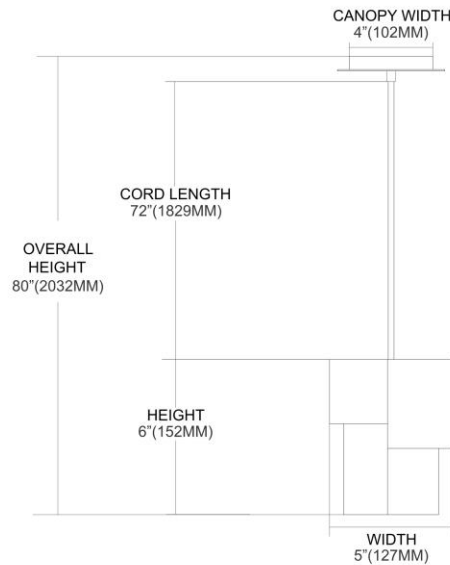 CANOPY WIDTH
4”(102MM)
CORD LENGTH
72”(1829MM)
OVERALL
HEIGHT
80”(2032MM)
HEIGHT
6”(152MM)
WIDTH
5”(127MM)